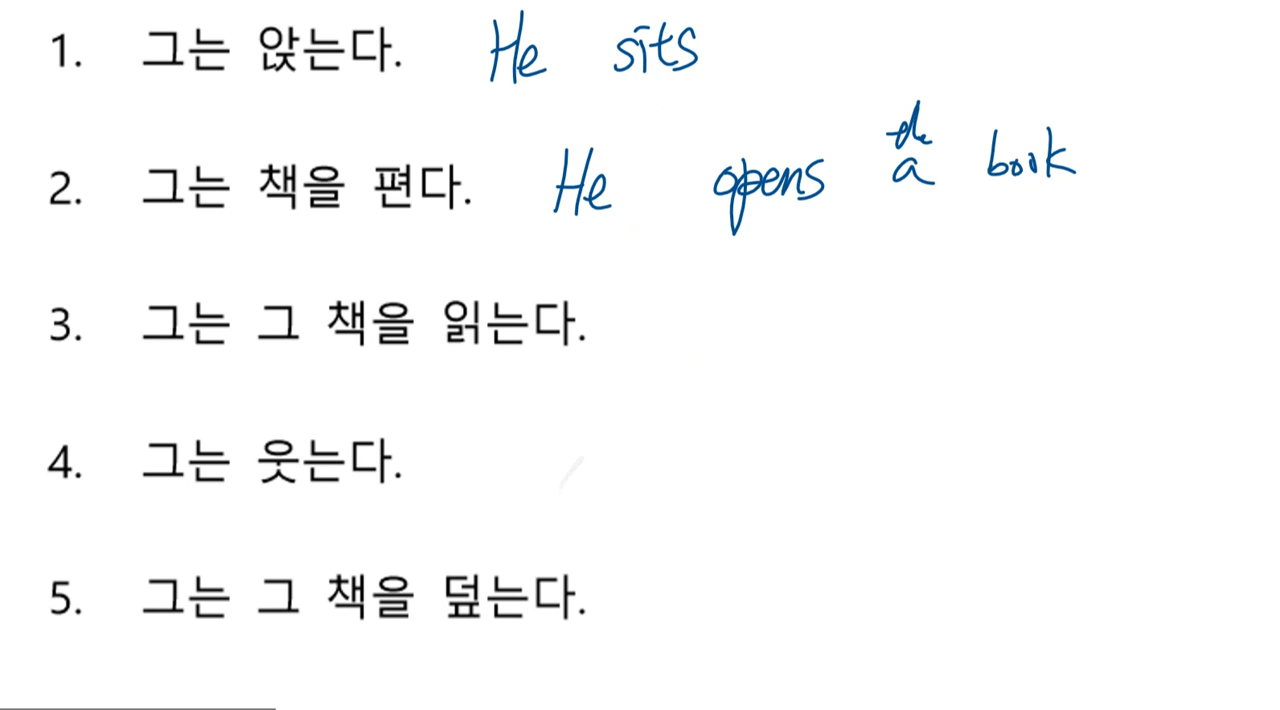 1. 그는 앉는다. He sits
the
2. 그는 책을 편다. He opens a book
3. 그는 그 책을 읽는다.
4. 그는 웃는다.
5. 그는 그 책을 덮는다.